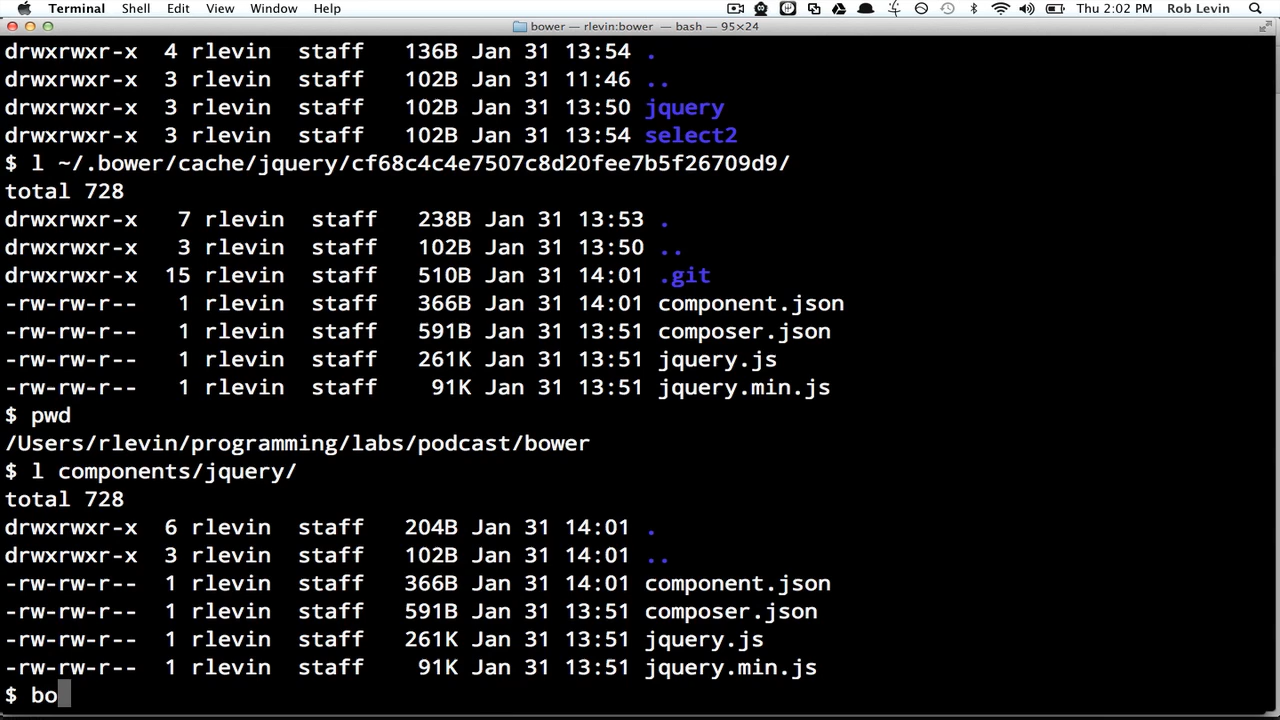 Terminal Shell Edit View Window Help Thu 2:02 PM Rob Levin
bower — rlevin:bower — bash — 95×24
drwxrwxr-x 4 rlevin staff 136B Jan 31 13:54 .
drwxrwxr-x 3 rlevin staff 102B Jan 31 11:46 ..
drwxrwxr-x 3 rlevin staff 102B Jan 31 13:50 jquery
drwxrwxr-x 3 rlevin staff 102B Jan 31 13:54 select2
$ l ~/.bower/cache/jquery/cf68c4c4e7507c8d20fee7b5f26709d9/
total 728
drwxrwxr-x 7 rlevin staff 238B Jan 31 13:53 .
drwxrwxr-x 3 rlevin staff 102B Jan 31 13:50 ..
drwxrwxr-x 15 rlevin staff 510B Jan 31 14:01 .git
-rw-rw-r-- 1 rlevin staff 366B Jan 31 14:01 component.json
-rw-rw-r-- 1 rlevin staff 591B Jan 31 13:51 composer.json
-rw-rw-r-- 1 rlevin staff 261K Jan 31 13:51 jquery.js
-rw-rw-r-- 1 rlevin staff 91K Jan 31 13:51 jquery.min.js
$ pwd
/Users/rlevin/programming/labs/podcast/bower
$ l components/jquery/
total 728
drwxrwxr-x 6 rlevin staff 204B Jan 31 14:01 .
drwxrwxr-x 3 rlevin staff 102B Jan 31 14:01 ..
-rw-rw-r-- 1 rlevin staff 366B Jan 31 14:01 component.json
-rw-rw-r-- 1 rlevin staff 591B Jan 31 13:51 composer.json
-rw-rw-r-- 1 rlevin staff 261K Jan 31 13:51 jquery.js
-rw-rw-r-- 1 rlevin staff 91K Jan 31 13:51 jquery.min.js
$ bo